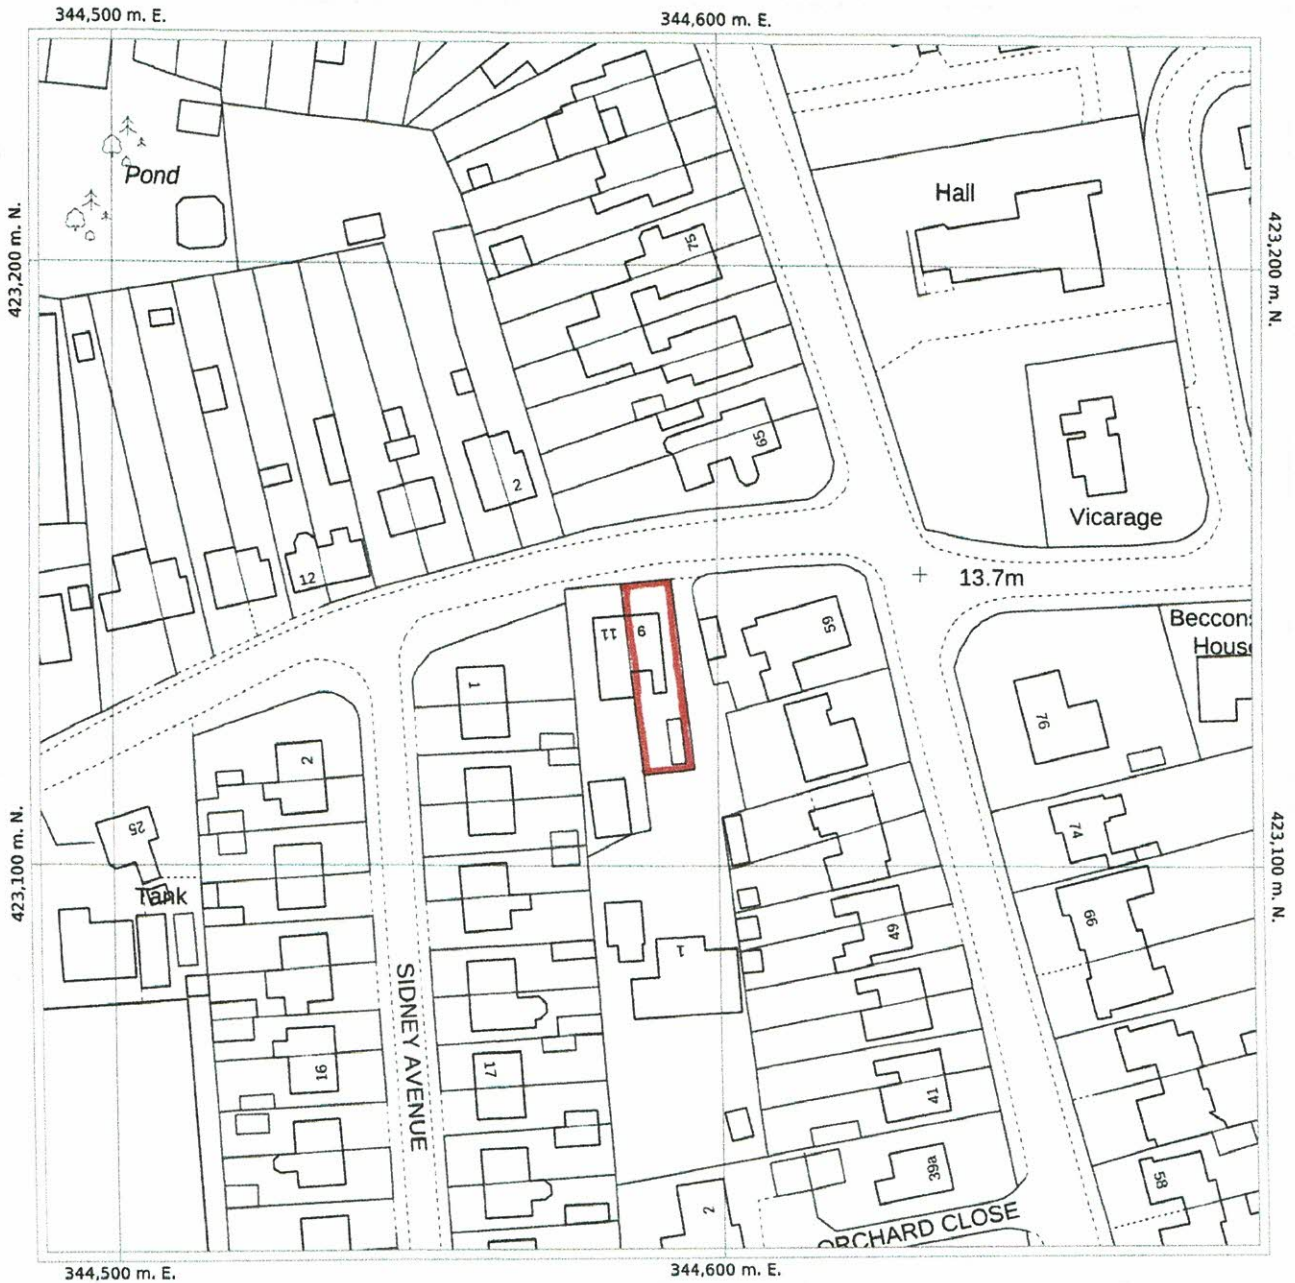 344,500 m. E.
344,600 m. E.
Pond
Hall
75
423,200 m. N.
423,200 m. N.
65
2
Vicarage
12
13.7m
Beccon
House
11
9
59
1
76
2
25
74
423,100 m. N.
423,100 m. N.
Tank
66
49
1
SIDNEY AVENUE
16
17
41
39a
58
2
ORCHARD CLOSE
344,500 m. E.
344,600 m. E.